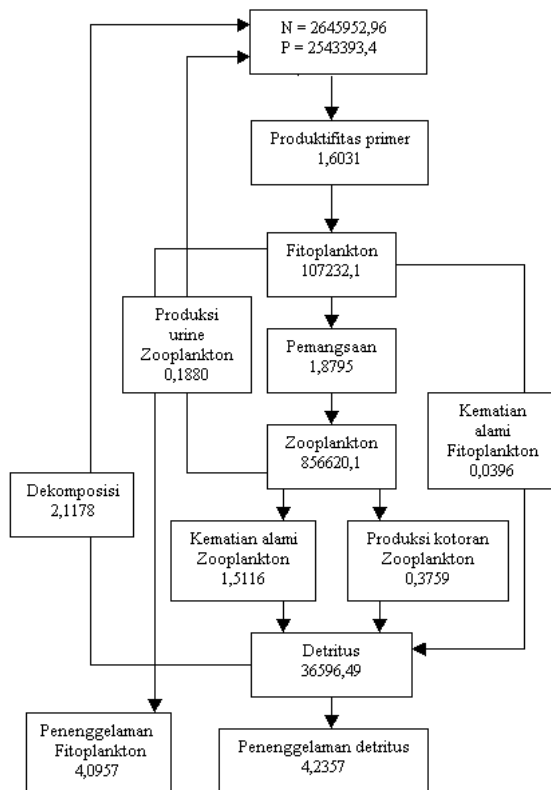 N = 2645952,96
P = 2543393,4
Produktifitas primer
1,6031
Fitoplankton
107232,1
Produksi
urine
Zooplankton
0,1880
Pemangsaan
1,8795
Kematian
alami
Fitoplankton
0,0396
Zooplankton
856620,1
Dekomposisi
2,1178
Kematian alami
Zooplankton
1,5116
Produksi kotoran
Zooplankton
0,3759
Detritus
36596,49
Penenggelaman
Fitoplankton
4,0957
Penenggelaman detritus
4,2357